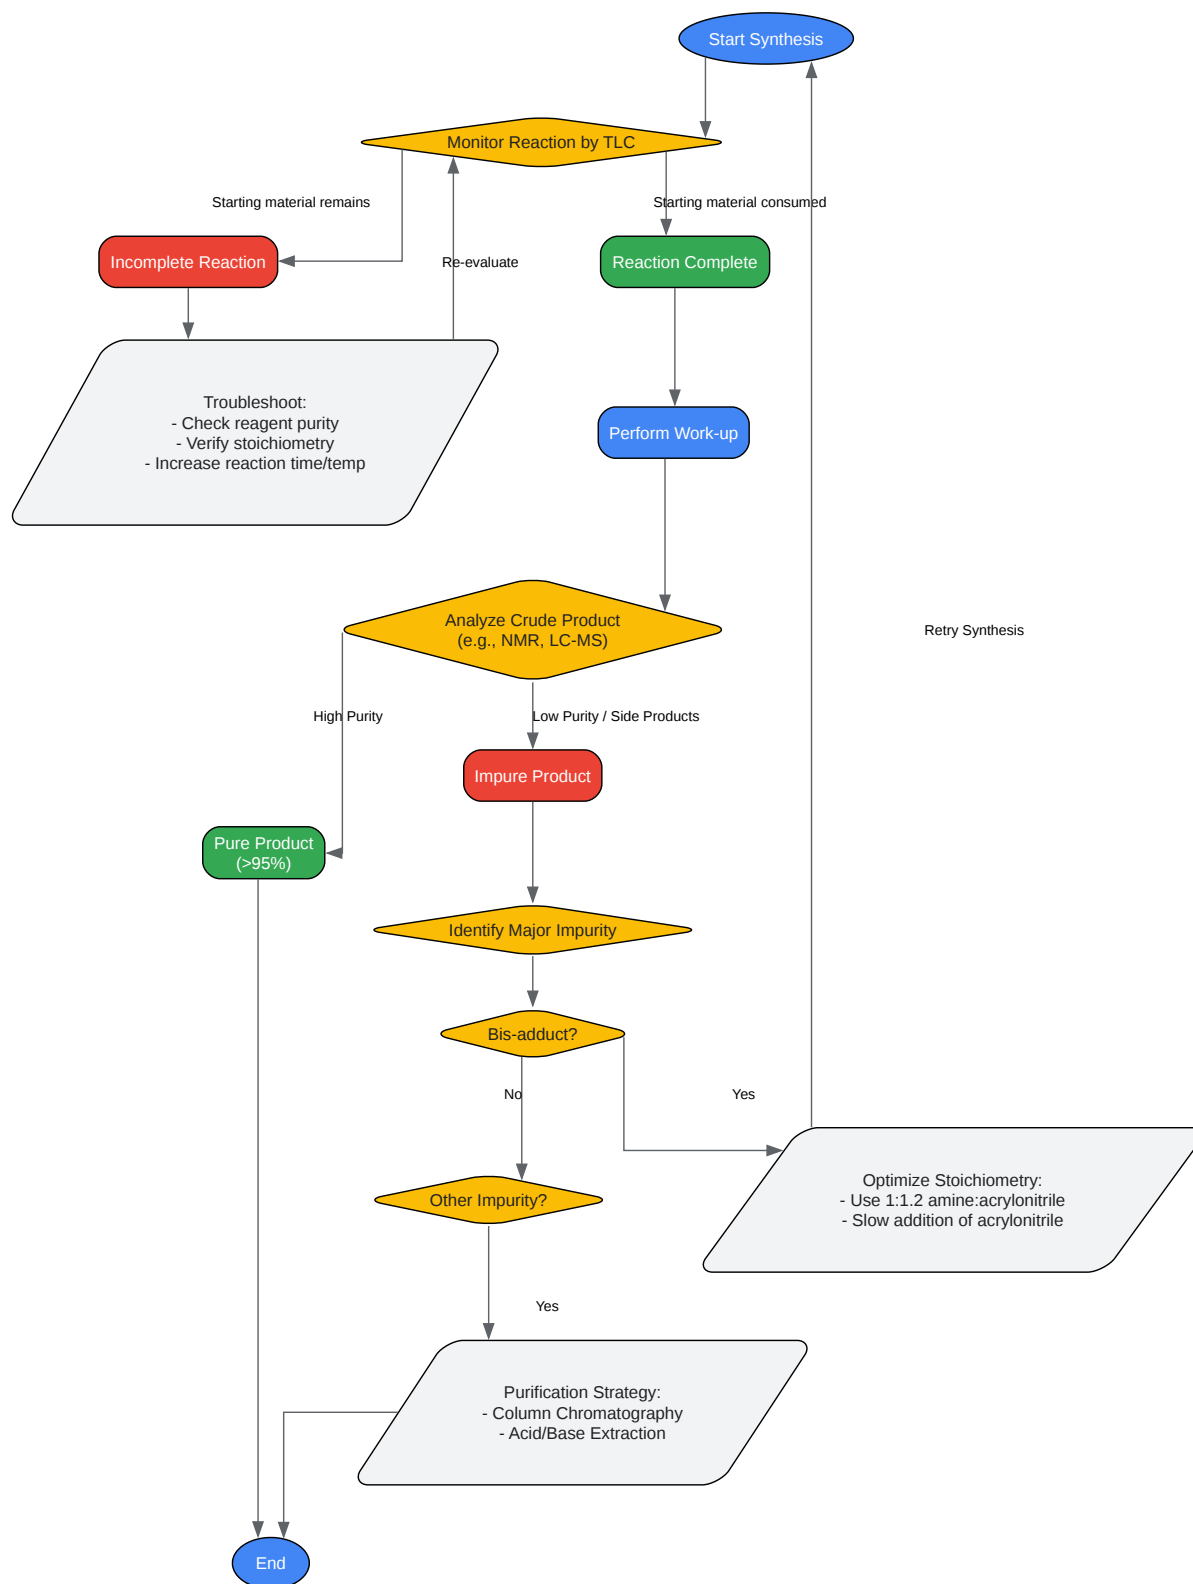 Start Synthesis
Monitor Reaction by TLC
Starting material remains
Starting material consumed
Incomplete Reaction
Re-evaluate
Reaction Complete
Troubleshoot:
- Check reagent purity
- Verify stoichiometry
- Increase reaction time/temp
Perform Work-up
Analyze Crude Product
(e.g., NMR, LC-MS)
Retry Synthesis
High Purity
Low Purity / Side Products
Impure Product
Pure Product
(>95%)
Identify Major Impurity
Bis-adduct?
No
Yes
Optimize Stoichiometry:
- Use 1:1.2 amine:acrylonitrile
- Slow addition of acrylonitrile
Other Impurity?
Yes
Purification Strategy:
- Column Chromatography
- Acid/Base Extraction
End